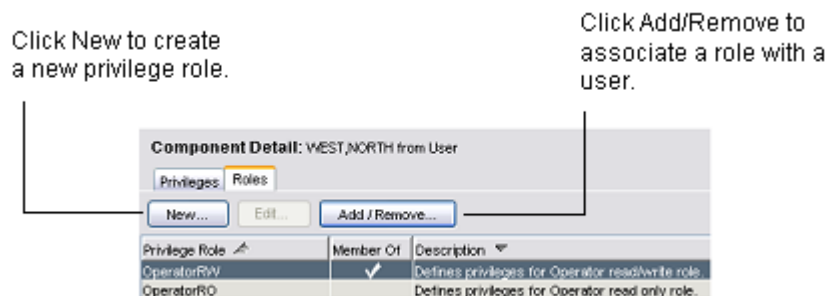 Click New to create
a new privilege role.
Click Add/Remove to
associate a role with a
user.
Component Detail: WEST,NORTH from User
Privileges Roles
New... Edit... Add / Remove...
Privilege Role Member Of Description
OperatorRW Defines privileges for Operator read/write role.
OperatorRO Defines privileges for Operator read only role.